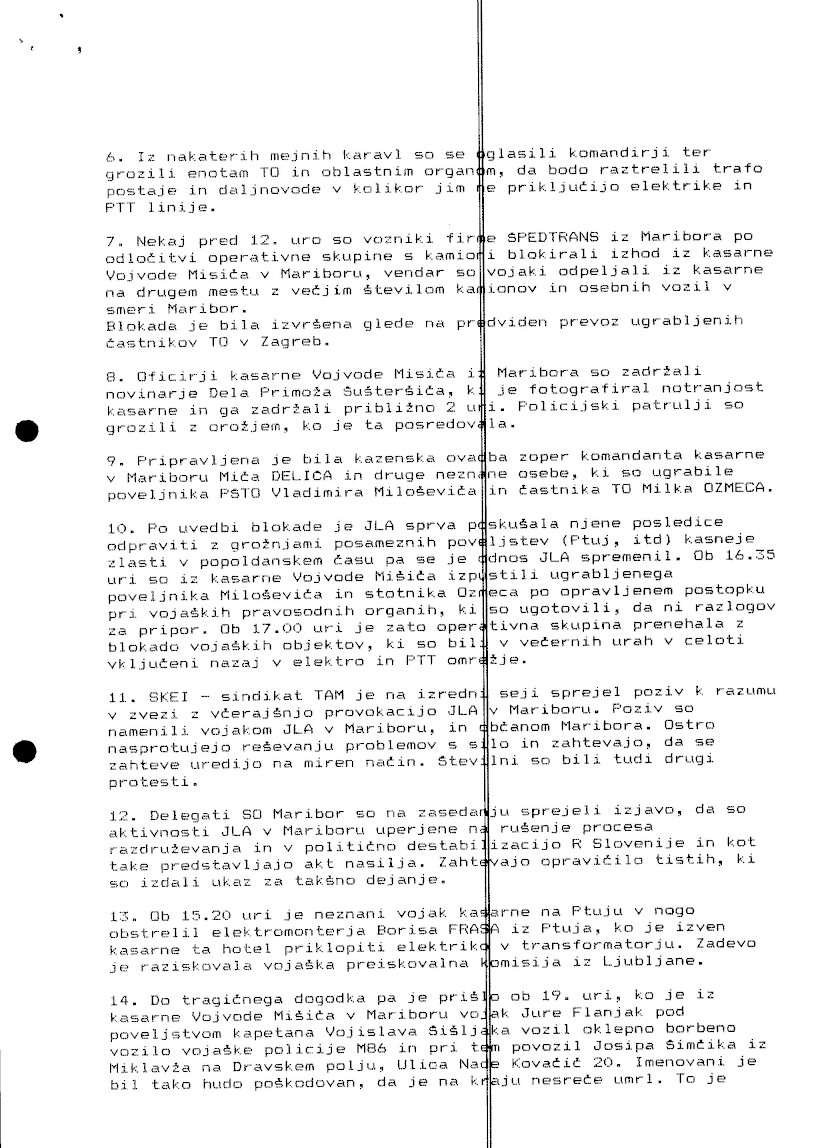 6. Iz nakaterih mejnih karavl so se oglasili komandirji ter
grozili enotam TO in oblastnim organom, da bodo raztrelili trafo
postaje in daljnovode v kolikor jim ne priključijo elektrike in
PTT linije.
7. Nekaj pred 12. uro so vozniki firme SPEDTRANS iz Maribora po
odločitvi operativne skupine s kamioni blokirali izhod iz kasarne
Vojvode Misića v Mariboru, vendar so vojaki odpeljali iz kasarne
na drugem mestu z večjim številom kamionov in osebnih vozil v
smeri Maribor.
Blokada je bila izvršena glede na predviden prevoz ugrabljenih
častnikov TO v Zagreb.
8. Oficirji kasarne Vojvode Misića iz Maribora so zadržali
novinarje Dela Primoža Šušteršića, ki je fotografiral notranjost
kasarne in ga zadržali približno 2 uri. Policijski patrulji so
grozili z orožjem, ko je ta posredovala.
9. Pripravljena je bila kazenska ovadba zoper komandanta kasarne
v Mariboru Mića DELIĆA in druge neznane osebe, ki so ugrabile
poveljnika PŠTO Vladimira Miloševića in častnika TO Milka OZMECA.
10. Po uvedbi blokade je JLA sprva poskušala njene posledice
odpraviti z grožnjami posameznih poveljstev (Ptuj, itd) kasneje
zlasti v popoldanskem času pa se je odnos JLA spremenil. Ob 16.35
uri so iz kasarne Vojvode Mišića izpustili ugrabljenega
poveljnika Miloševića in stotnika Ozmeca po opravljenem postopku
pri vojaških pravosodnih organih, ki so ugotovili, da ni razlogov
za pripor. Ob 17.00 uri je zato operativna skupina prenehala z
blokado vojaških objektov, ki so bili v večernih urah v celoti
vključeni nazaj v elektro in PTT omrežje.
11. SKEI - sindikat TAM je na izredni seji sprejel poziv k razumu
v zvezi z včerajšnjo provokacijo JLA v Mariboru. Poziv so
namenili vojakom JLA v Mariboru, in občanom Maribora. Ostro
nasprotujejo reševanju problemov s silo in zahtevajo, da se
zahteve uredijo na miren način. Številni so bili tudi drugi
protesti.
12. Delegati SO Maribor so na zasedanju sprejeli izjavo, da so
aktivnosti JLA v Mariboru uperjene na rušenje procesa
razdruževanja in v politično destabilizacijo R Slovenije in kot
take predstavljajo akt nasilja. Zahtevajo opravičilo tistih, ki
so izdali ukaz za takšno dejanje.
13. Ob 15.20 uri je neznani vojak kasarne na Ptuju v nogo
obstrelil elektromonterja Borisa FRASA iz Ptuja, ko je izven
kasarne ta hotel priklopiti elektriko v transformatorju. Zadevo
je raziskovala vojaška preiskovalna komisija iz Ljubljane.
14. Do tragičnega dogodka pa je prišlo ob 19. uri, ko je iz
kasarne Vojvode Mišića v Mariboru vojak Jure Flanjak pod
poveljstvom kapetana Vojislava Šišljaka vozil oklepno borbeno
vozilo vojaške policije M86 in pri tem povozil Josipa Šimčika iz
Miklavža na Dravskem polju, Ulica Nade Kovačič 20. Imenovani je
bil tako hudo poškodovan, da je na kraju nesreče umrl. To je